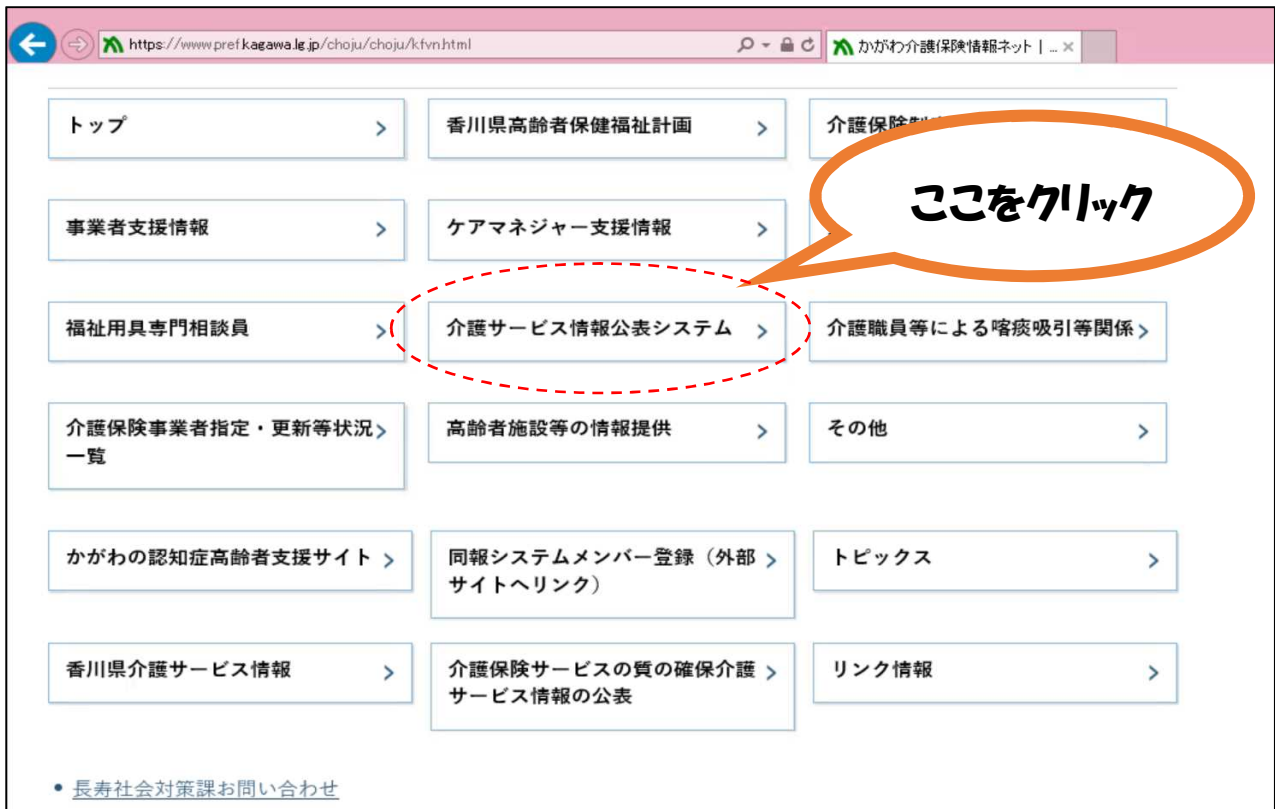 https://www.pref.kagawa.lg.jp/choju/choju/kfvn.html
かがわ介護保険情報ネット | ...
トップ
香川県高齢者保健福祉計画
介護保険制
ここをクリック
事業者支援情報
ケアマネジャー支援情報
福祉用具専門相談員
介護サービス情報公表システム
介護職員等による喀痰吸引等関係
介護保険事業者指定・更新等状況
一覧
高齢者施設等の情報提供
その他
かがわの認知症高齢者支援サイト
同報システムメンバー登録（外部
サイトへリンク）
トピックス
香川県介護サービス情報
介護保険サービスの質の確保介護
サービス情報の公表
リンク情報
長寿社会対策課お問い合わせ